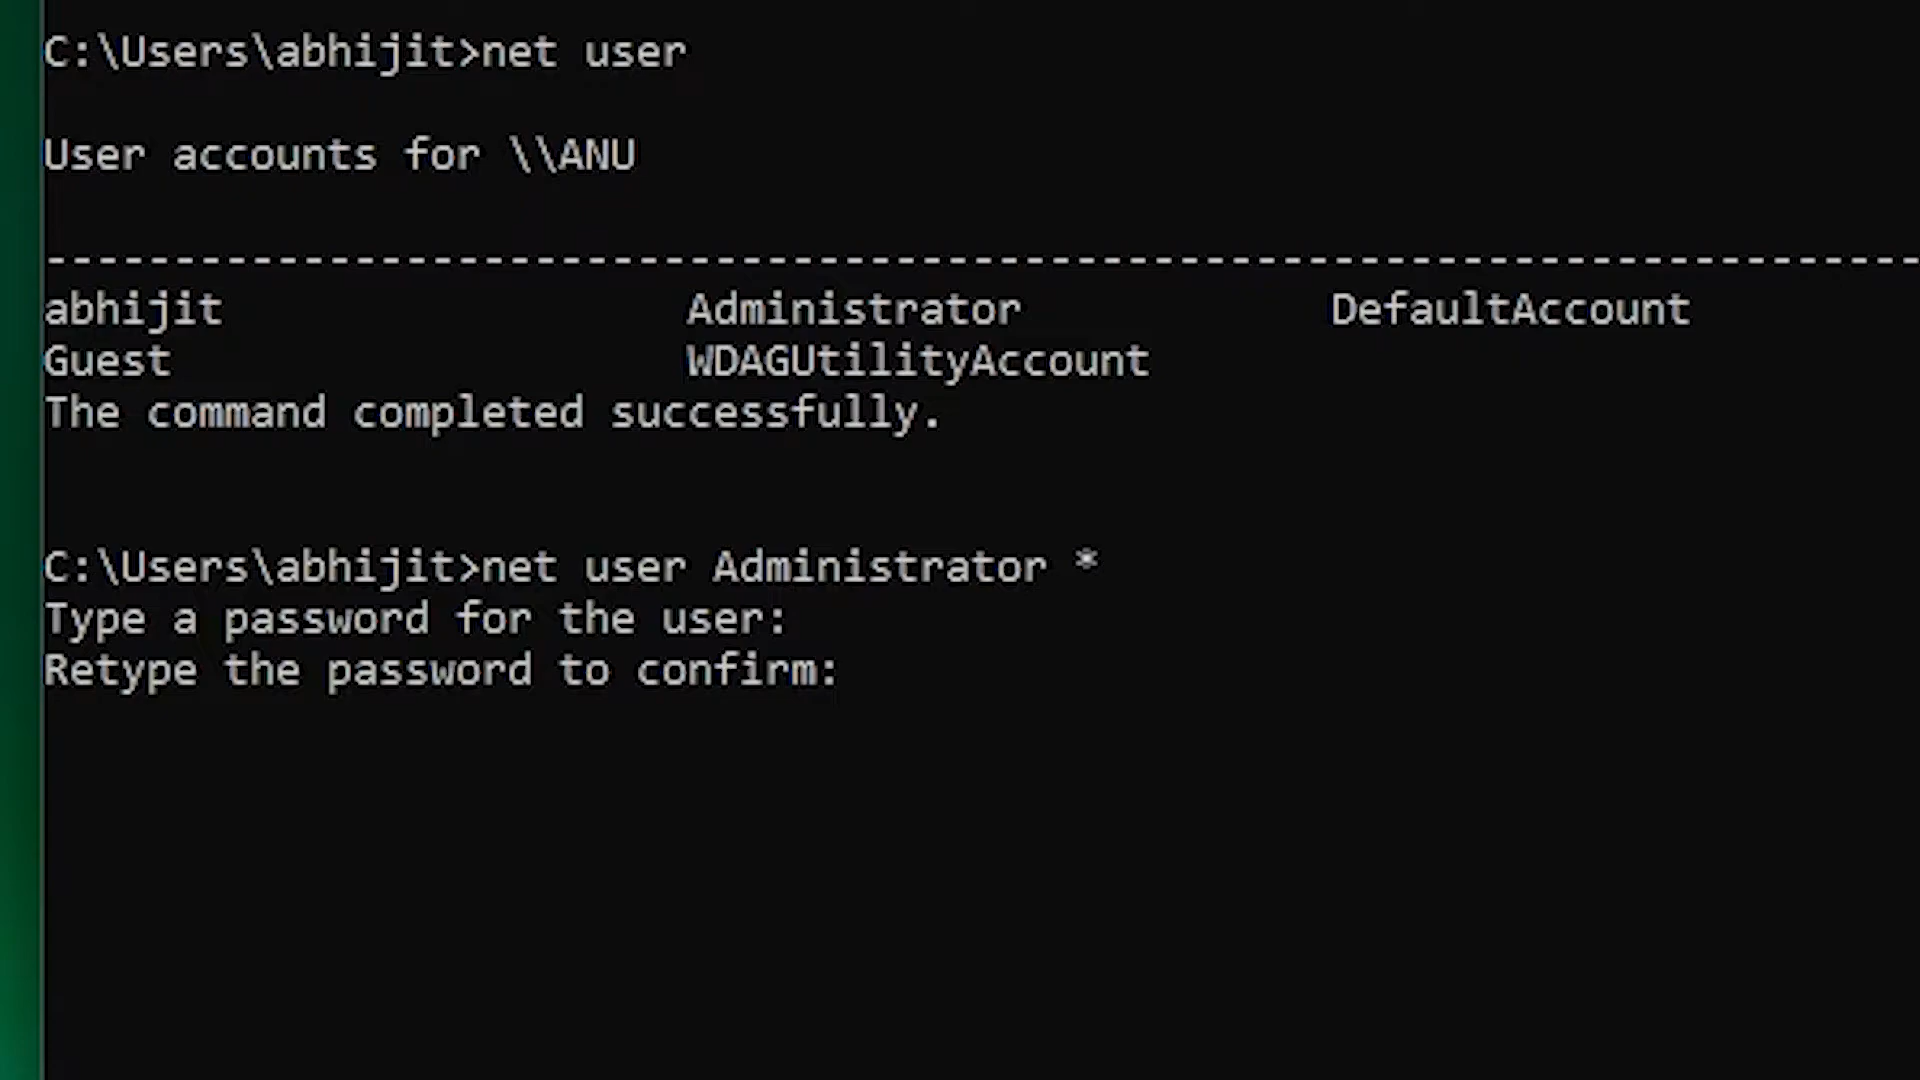 C:\Users\abhijit>net user
User accounts for \\ANU
-------------------------------------------------------------------------
abhijit                  Administrator            DefaultAccount
Guest                    WDAGUtilityAccount
The command completed successfully.
C:\Users\abhijit>net user Administrator *
Type a password for the user:
Retype the password to confirm: